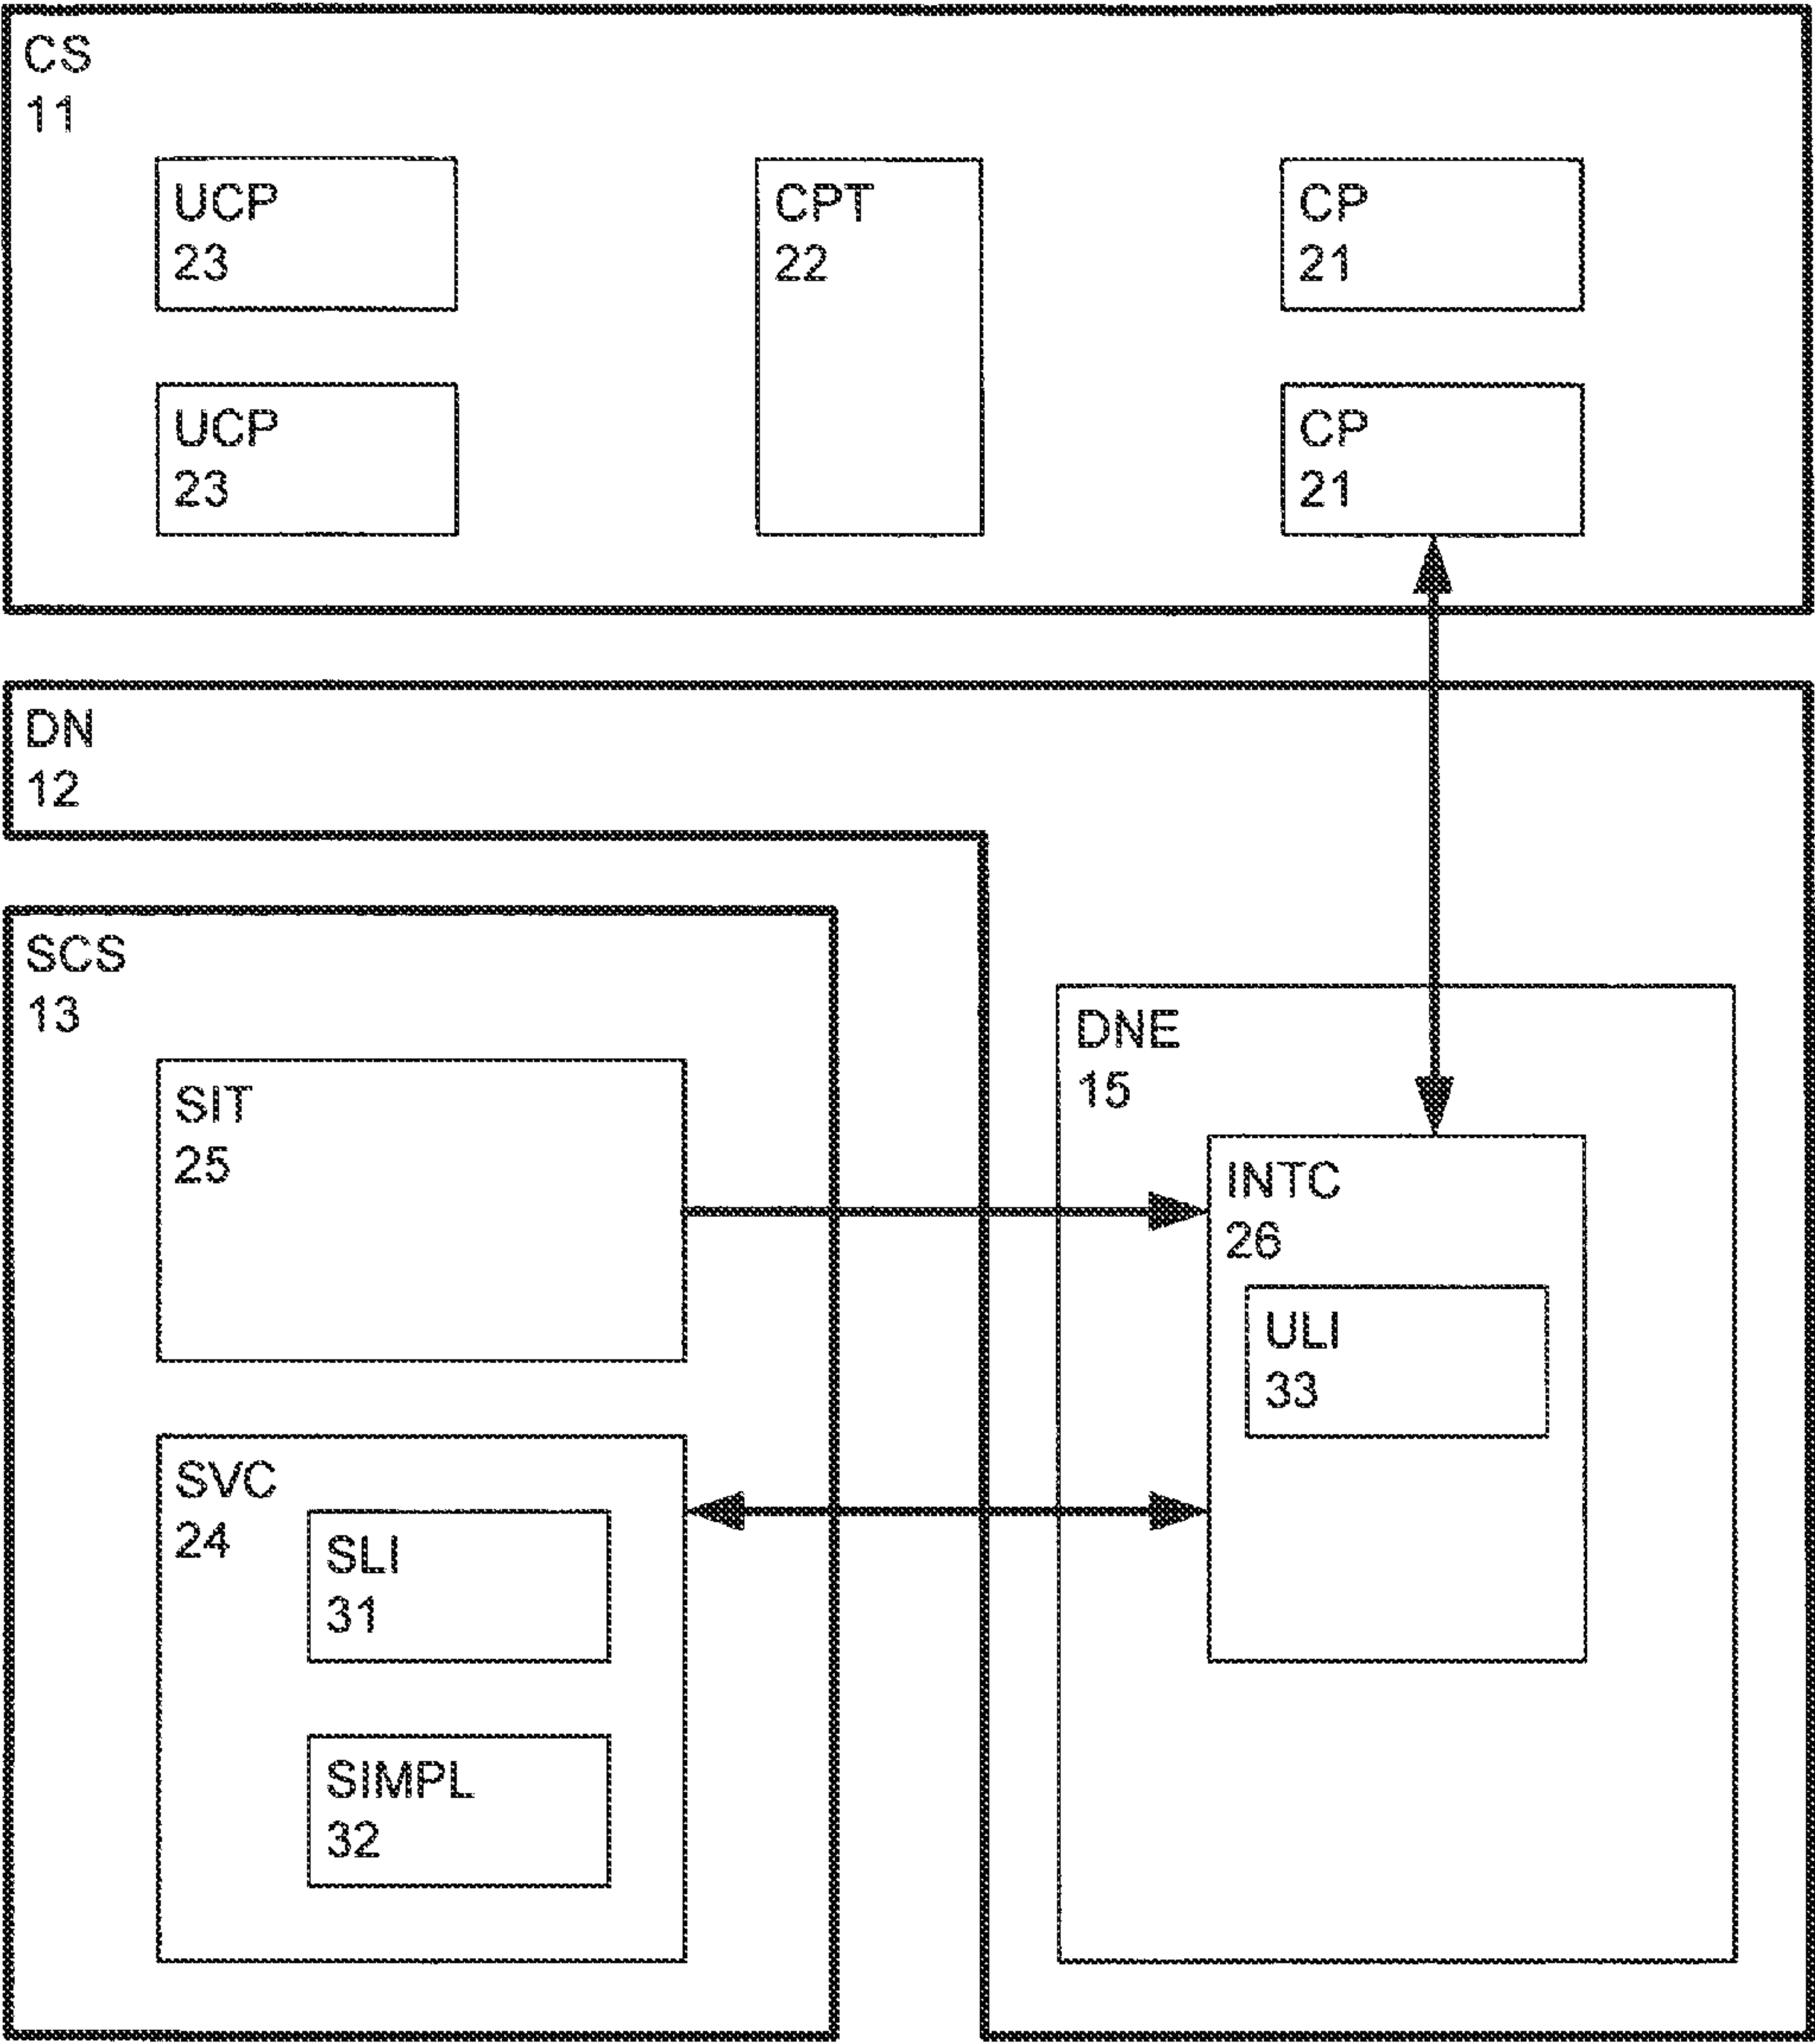 CS
11
UCP
23
CPT
22
CP
21
UCP
23
CP
21
DN
12
SCS
13
DNE
15
SIT
25
INTC
26
ULI
33
SVC
24
SLI
31
SIMPL
32